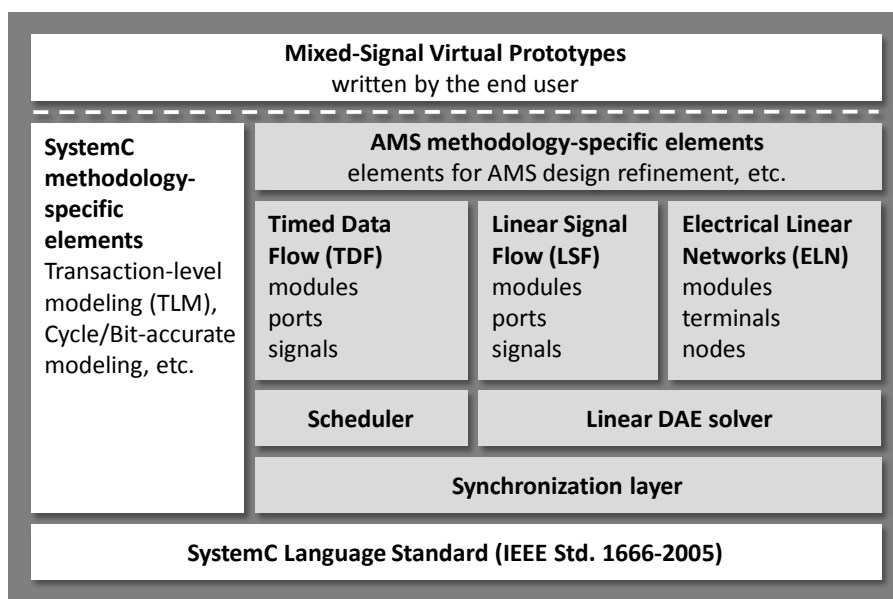 Mixed-Signal Virtual Prototypes
written by the end user
SystemC
methodology-
specific
elements
Transaction-level
modeling (TLM),
Cycle/Bit-accurate
modeling, etc.
AMS methodology-specific elements
elements for AMS design refinement, etc.
Timed Data
Flow (TDF)
modules
ports
signals
Linear Signal
Flow (LSF)
modules
ports
signals
Electrical Linear
Networks (ELN)
modules
terminals
nodes
Scheduler
Linear DAE solver
Synchronization layer
SystemC Language Standard (IEEE Std. 1666-2005)